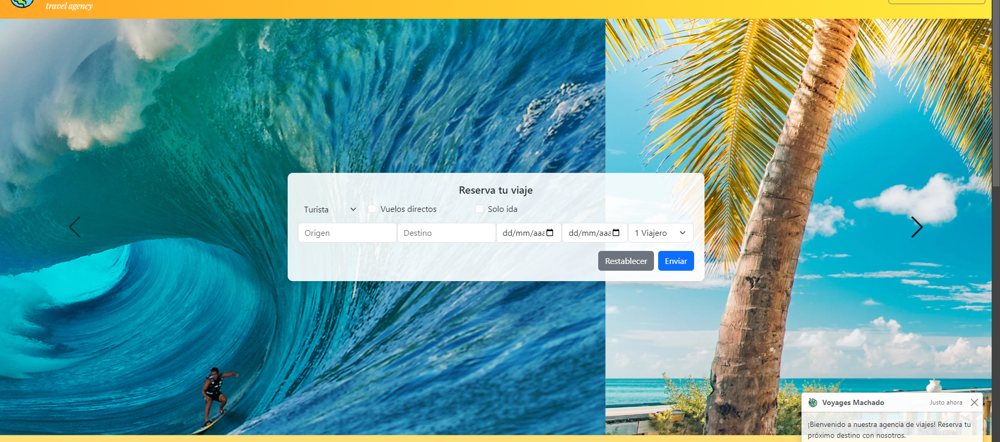 travel agency
Reserva tu viaje
Turista Vuelos directos Solo ida
Origen Destino dd/mm/aaa dd/mm/aaa 1 Viajero
Restablecer Enviar
Voyages Machado Justo ahora
¡Bienvenido a nuestra agencia de viajes! Reserva tu
próximo destino con nosotros.